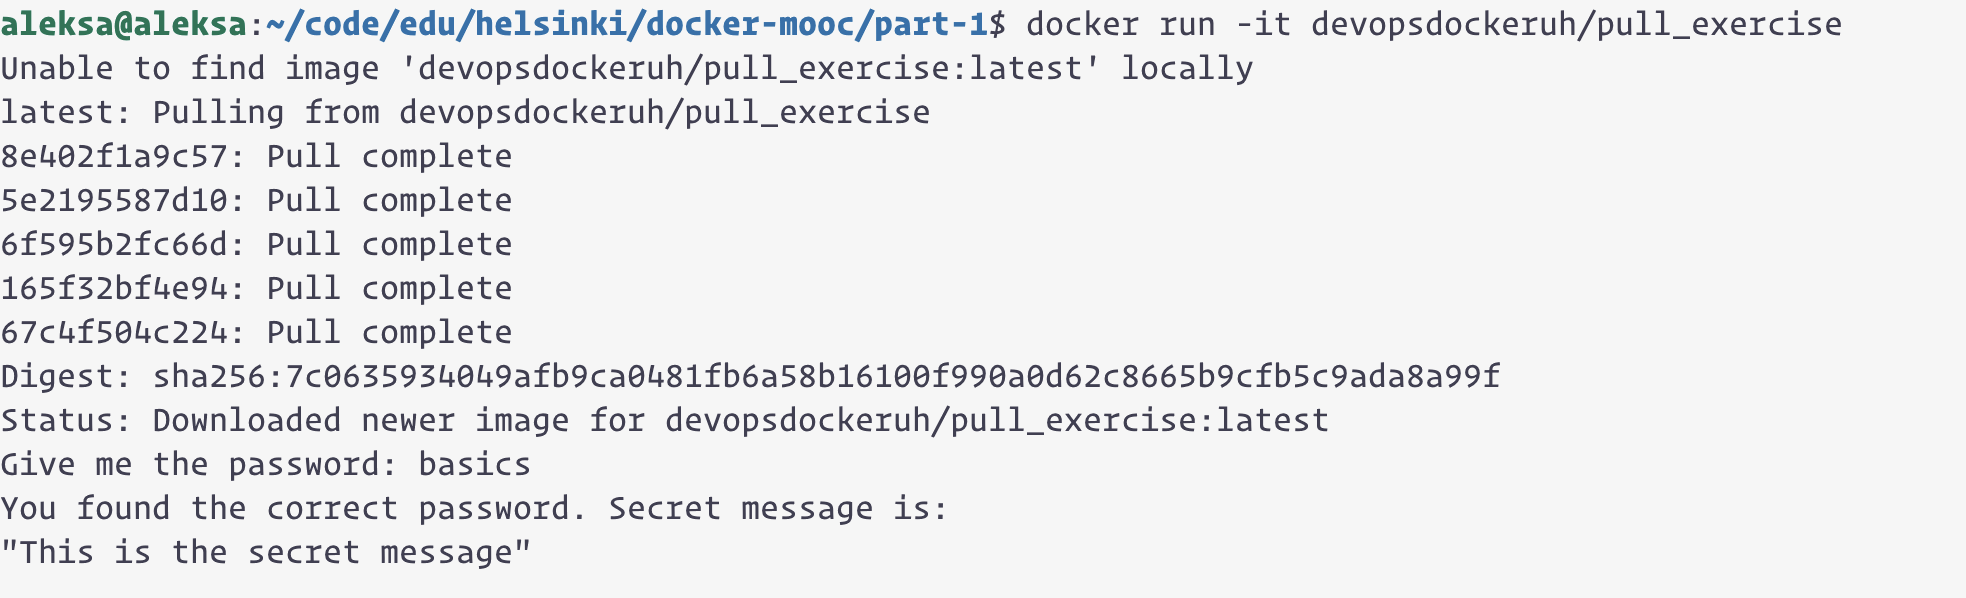 aleksa@aleksa:~/code/edu/helsinki/docker-mooc/part-1$ docker run -it devopsdockeruh/pull_exercise
Unable to find image 'devopsdockeruh/pull_exercise:latest' locally
latest: Pulling from devopsdockeruh/pull_exercise
8e402f1a9c57: Pull complete
5e2195587d10: Pull complete
6f595b2fc66d: Pull complete
165f32bf4e94: Pull complete
67c4f504c224: Pull complete
Digest: sha256:7c0635934049afb9ca0481fb6a58b16100f990a0d62c8665b9cfb5c9ada8a99f
Status: Downloaded newer image for devopsdockeruh/pull_exercise:latest
Give me the password: basics
You found the correct password. Secret message is:
"This is the secret message"